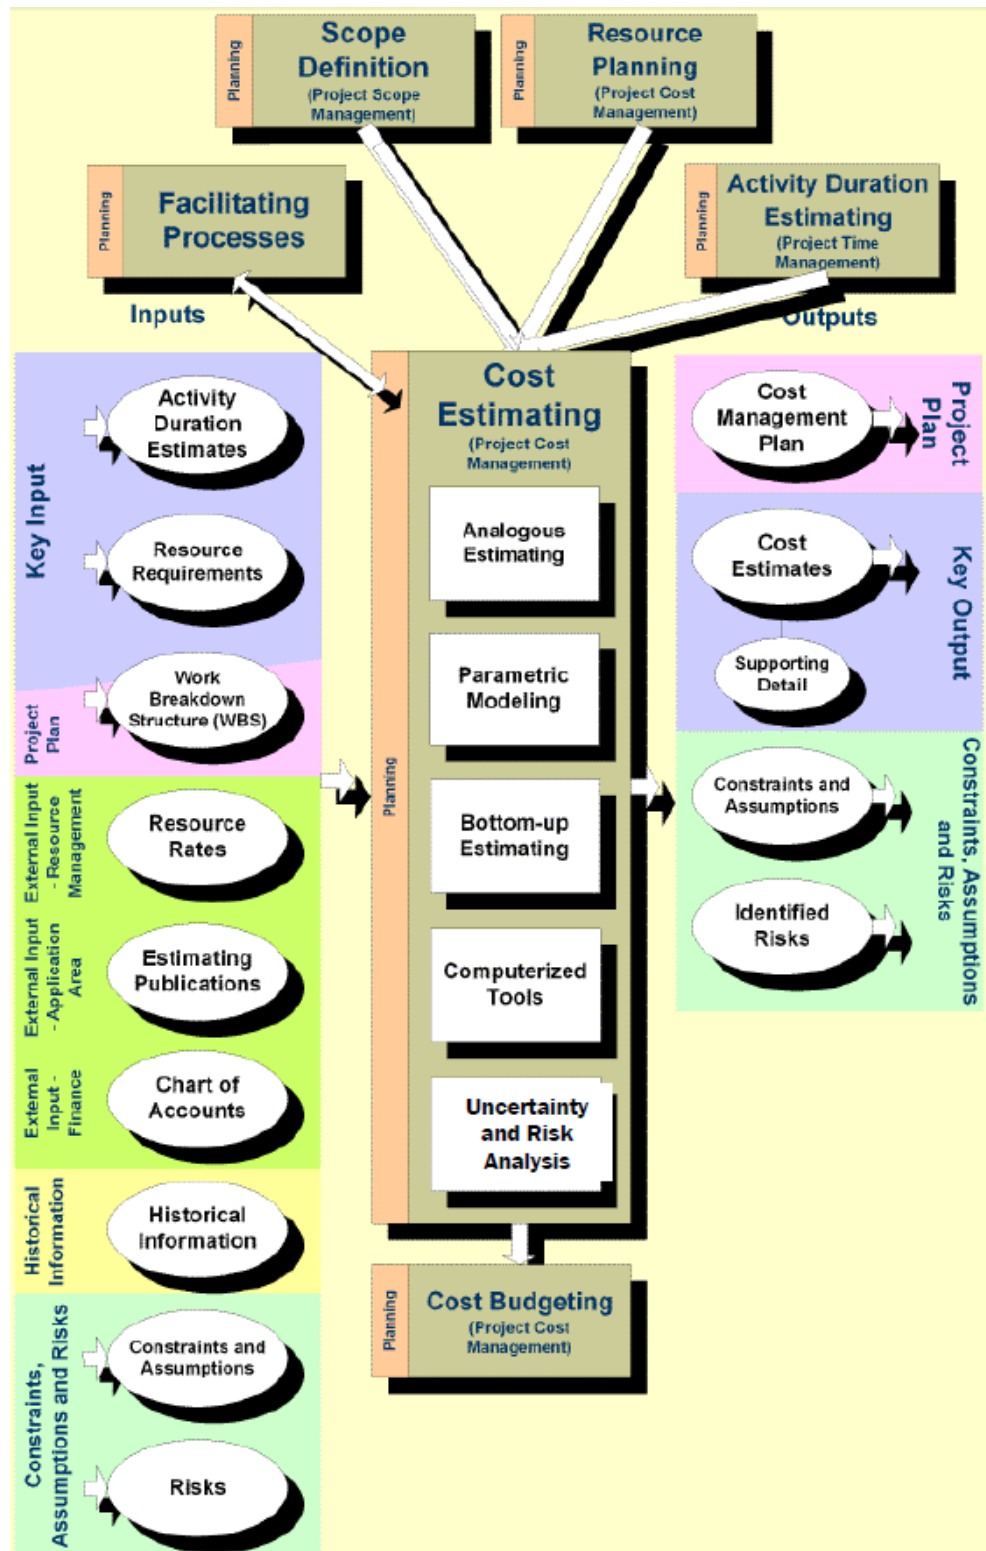 Planning
Scope
Definition
(Project Scope
Management)
Planning
Resource
Planning
(Project Cost
Management)
Planning
Facilitating
Processes
Planning
Activity Duration
Estimating
(Project Time
Management)
Inputs
Outputs
Key Input
Activity
Duration
Estimates
Resource
Requirements
Project
Plan
Work
Breakdown
Structure (WBS)
External Input
- Resource
Management
Resource
Rates
External Input
- Application
Area
Estimating
Publications
External
Input -
Finance
Chart of
Accounts
Historical
Information
Historical
Information
Constraints,
Assumptions and Risks
Constraints and
Assumptions
Risks
Planning
Cost
Estimating
(Project Cost
Management)
Analogous
Estimating
Parametric
Modeling
Bottom-up
Estimating
Computerized
Tools
Uncertainty
and Risk
Analysis
Planning
Cost Budgeting
(Project Cost
Management)
Cost
Management
Plan
Project
Plan
Cost
Estimates
Supporting
Detail
Key Output
Constraints and
Assumptions
Identified
Risks
Constraints, Assumptions
and Risks